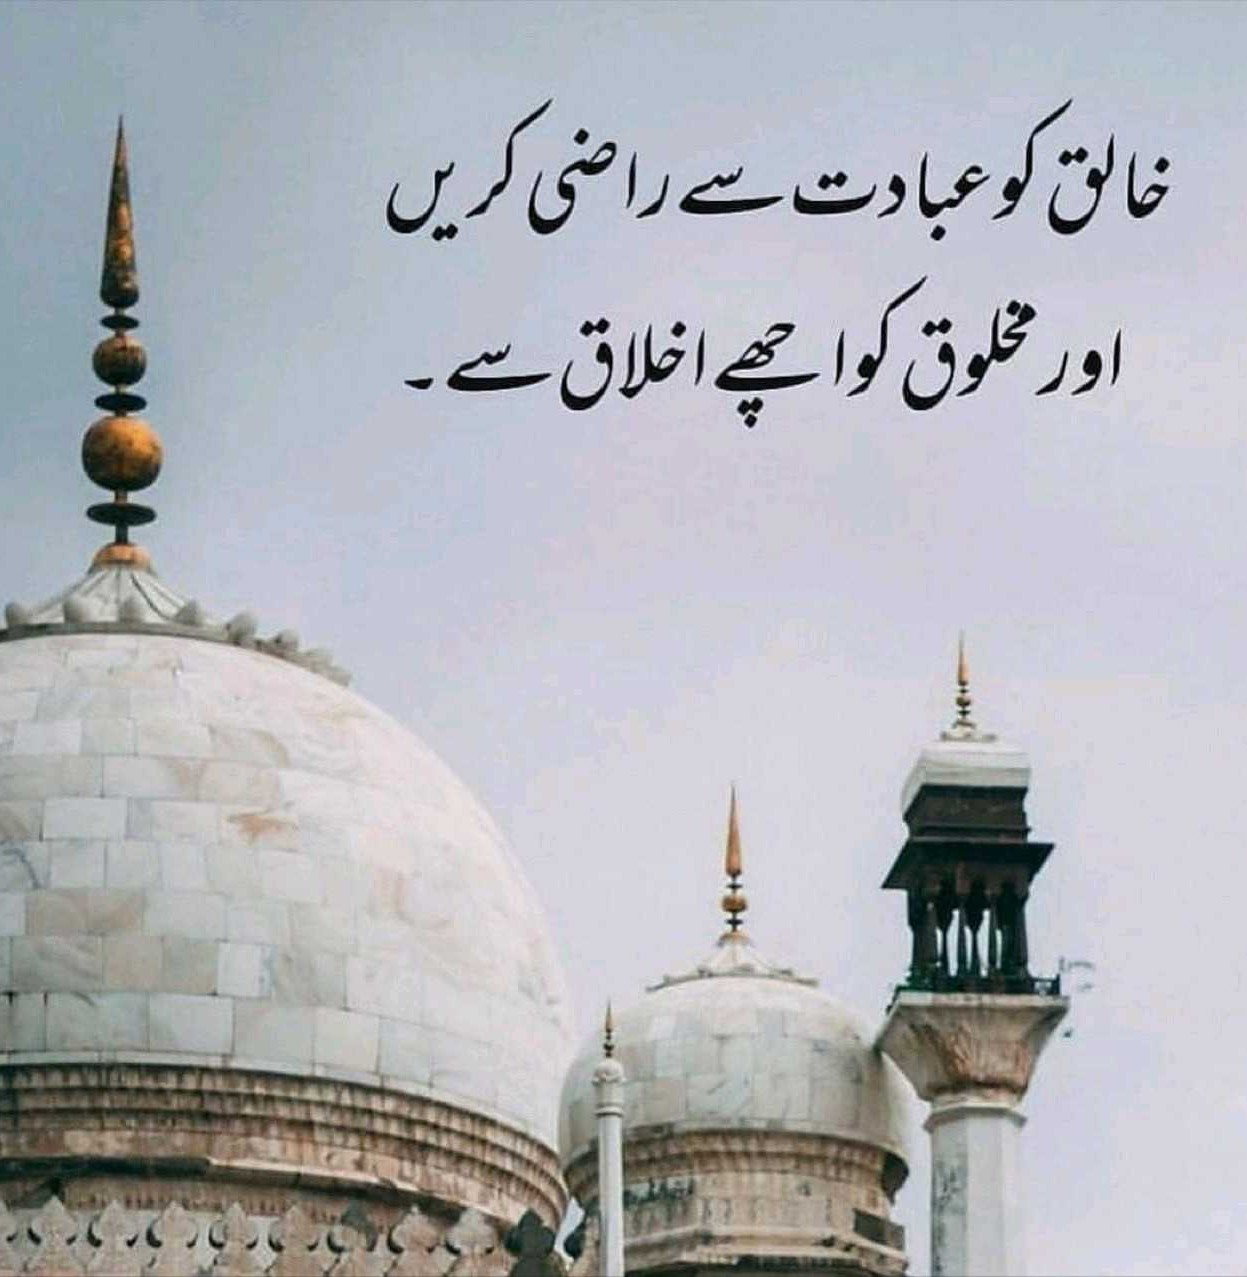 خالق کو عبادت سے راضی کریں
اور مخلوق کو اچھے اخلاق سے۔